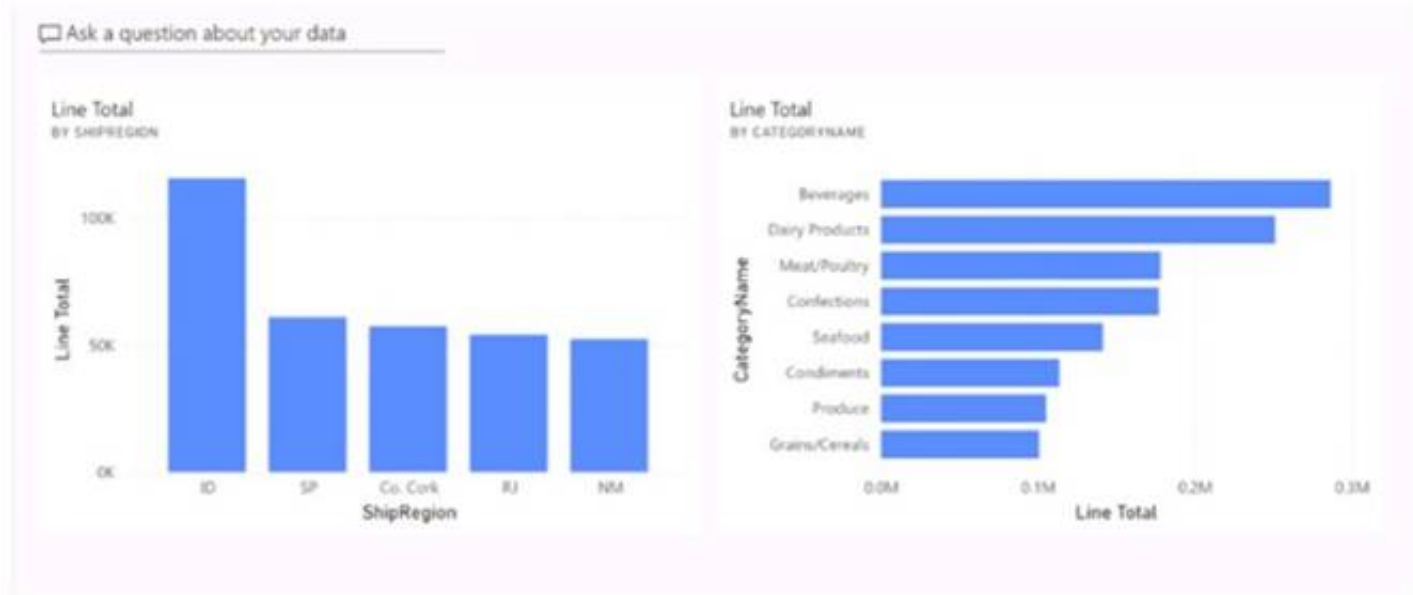 Ask a question about your data
Line Total
BY SHIPREGION
Line Total
100K
50K
0K
ID
SP
Co. Cork
RJ
NM
ShipRegion
Line Total
BY CATEGORYNAME
CategoryName
Beverages
Dairy Products
Meat/Poultry
Confections
Seafood
Condiments
Produce
Grains/Cereals
0.0M
0.1M
0.2M
0.3M
Line Total